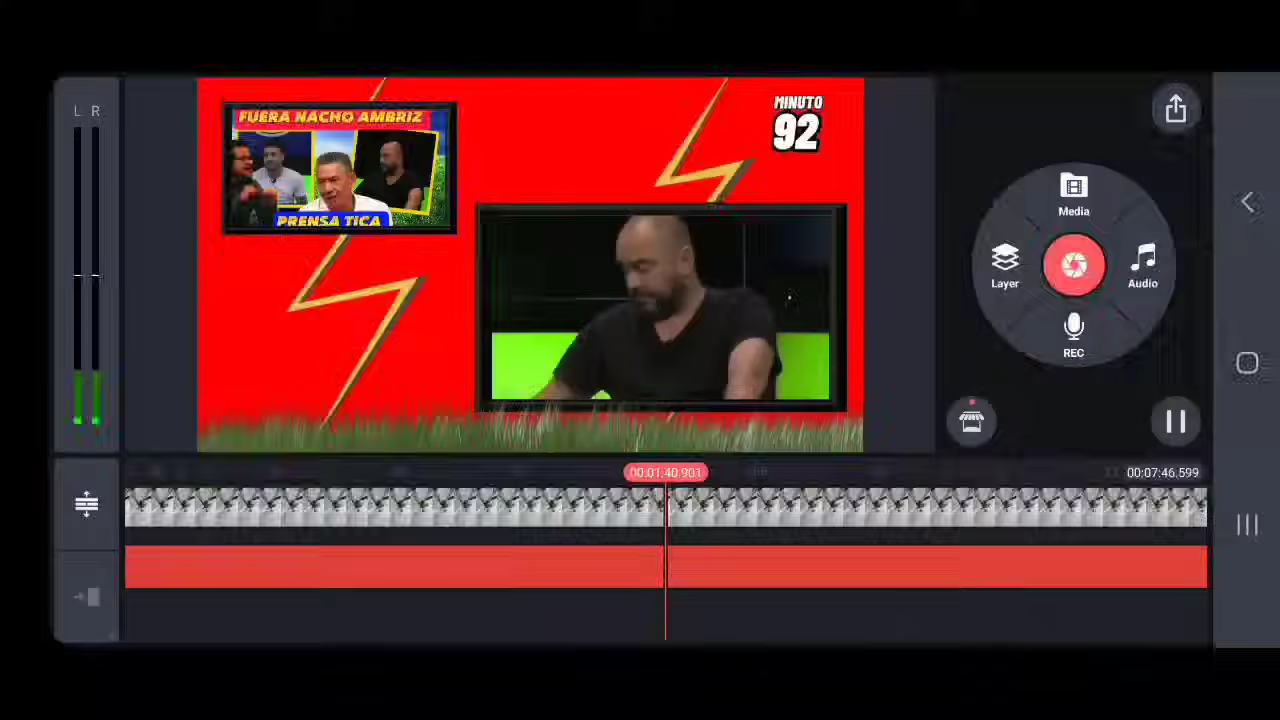 L R
FUERA NACHO AMBRIZ
PRENSA TICA
MINUTO
92
Media
Layer
Audio
REC
00:01:40.901
00:07:46.599